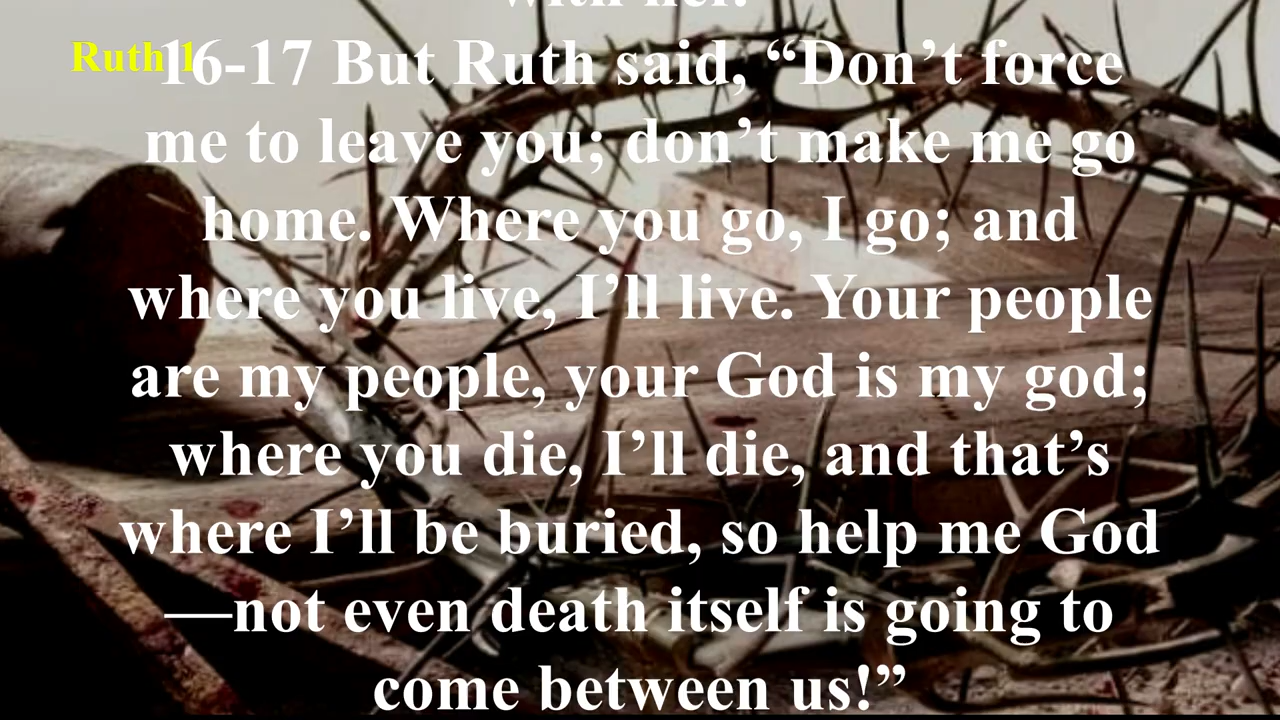 with her.
Ruth 1
16-17 But Ruth said, “Don’t force
me to leave you; don’t make me go
home. Where you go, I go; and
where you live, I’ll live. Your people
are my people, your God is my god;
where you die, I’ll die, and that’s
where I’ll be buried, so help me God
—not even death itself is going to
come between us!”